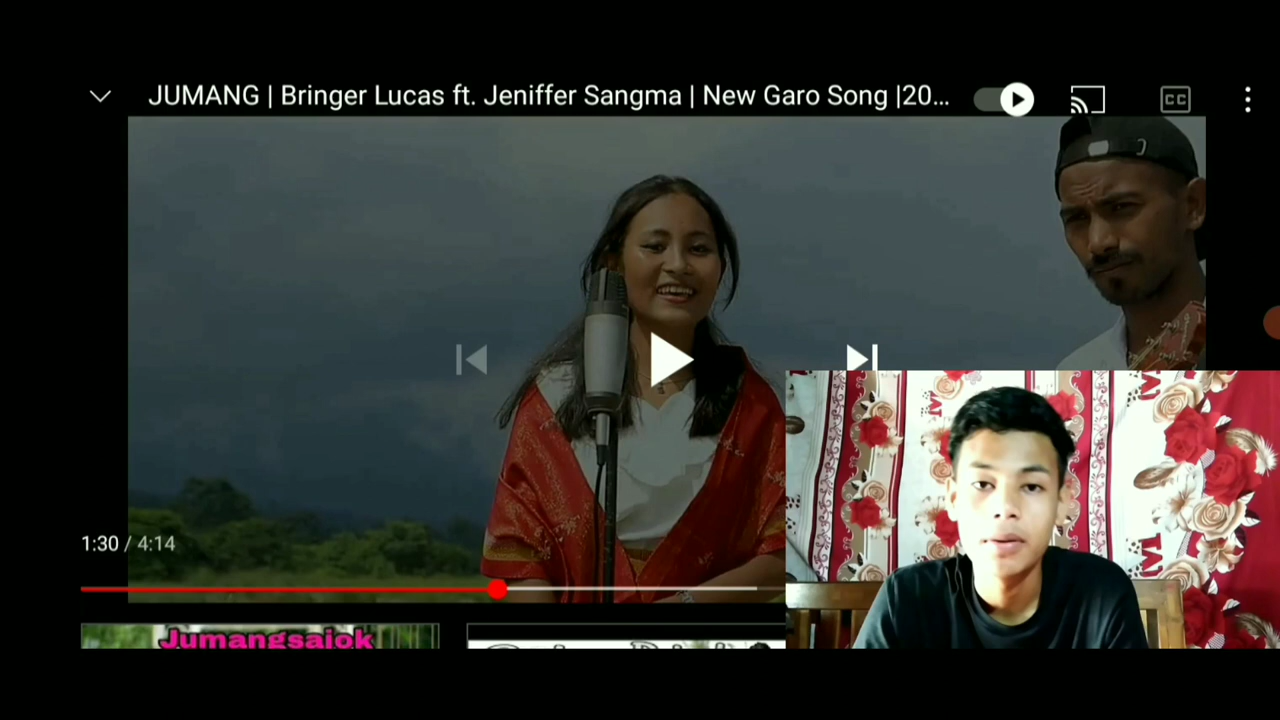 JUMANG | Bringer Lucas ft. Jeniffer Sangma | New Garo Song |20...
CC
1:30 / 4:14
Jumangsaiok